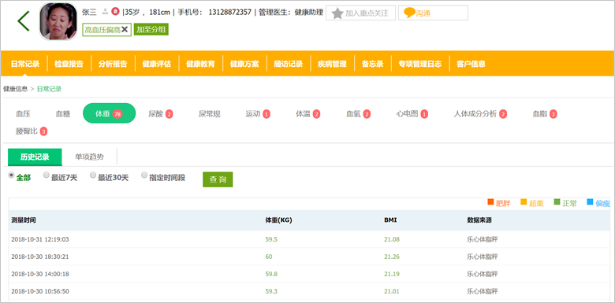 张三 |35岁 ，181cm | 手机号： 13128872357 | 管理医生： 健康助理
加入重点关注
沟通
高血压偏高 ✕ 加至分组
日常记录 检查报告 分析报告 健康评估 健康教育 健康方案 随访记录 疾病管理 备忘录 专项管理日志 客户信息
健康信息 > 日常记录
血压 血糖 体重 尿酸 2 尿常规 运动 1 体温 2 血氧 3 心电图 1 人体成分分析 2 血脂 2
腰臀比 3
历史记录 单项趋势
全部 最近7天 最近30天 指定时间段 查 询
肥胖 超重 正常 偏瘦
测量时间 体重(KG) BMI 数据来源
2018-10-31 12:19:03 59.5 21.08 乐心体脂秤
2018-10-30 18:30:21 60 21.26 乐心体脂秤
2018-10-30 14:00:18 59.8 21.19 乐心体脂秤
2018-10-30 10:56:50 59.3 21.01 乐心体脂秤